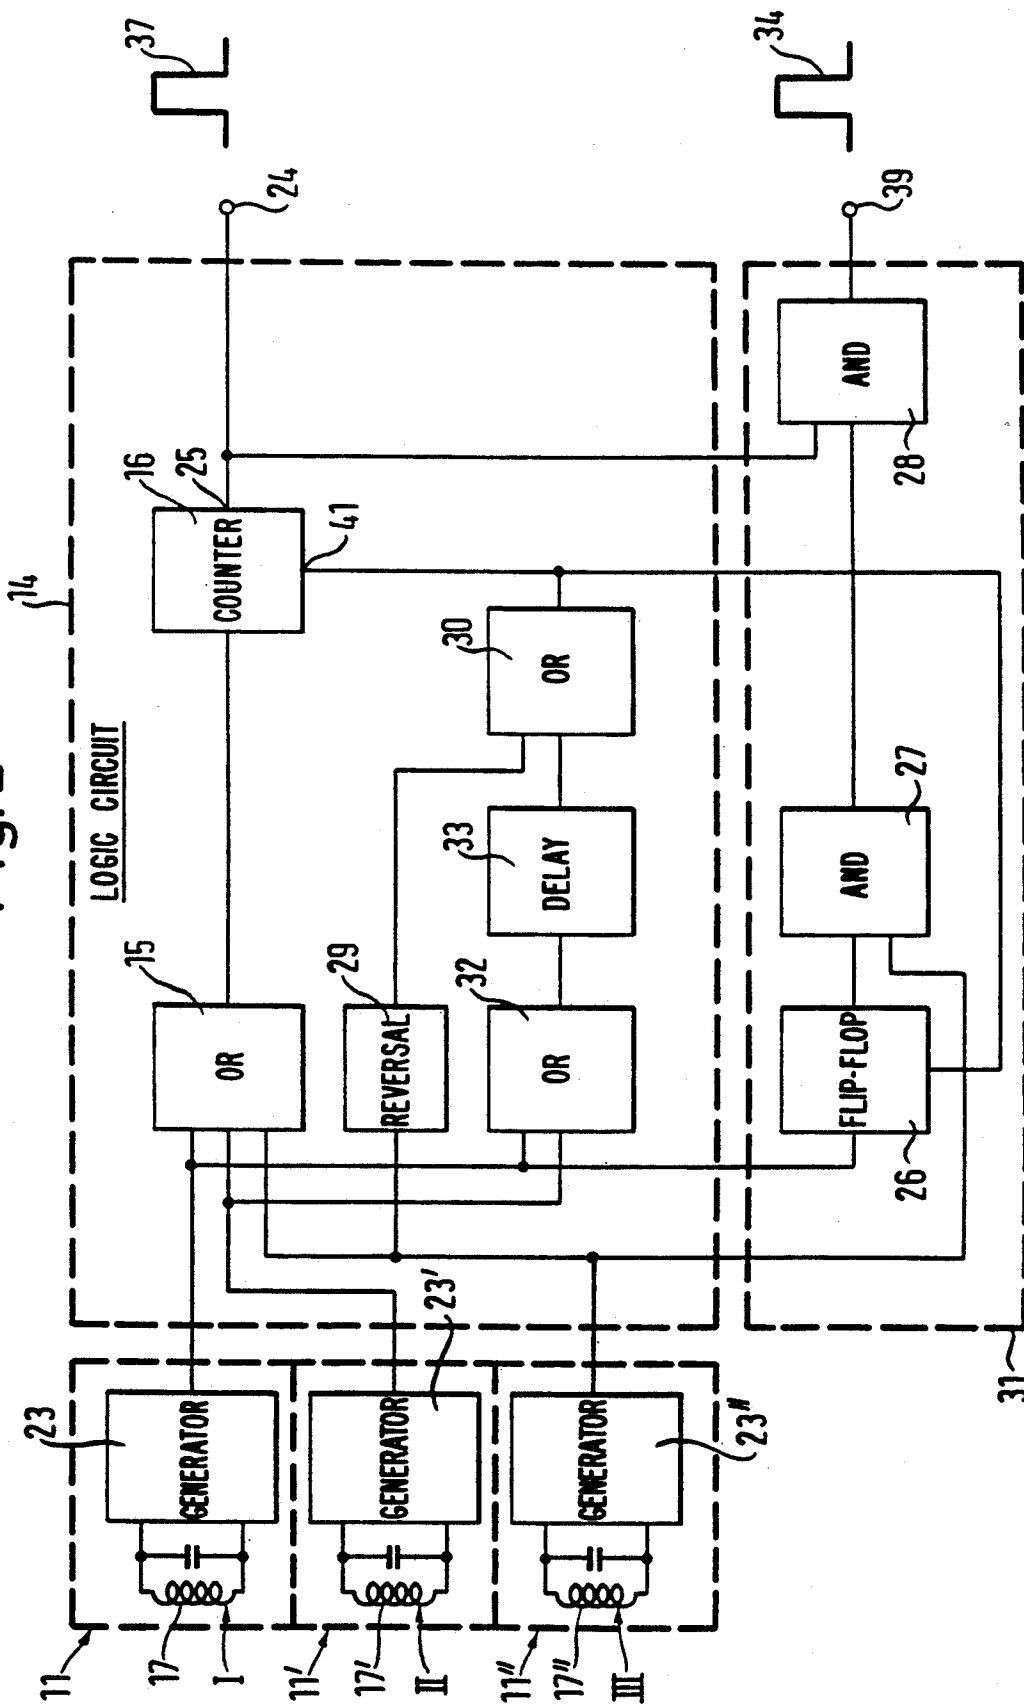 14
LOGIC CIRCUIT
11
17
I
23
GENERATOR
15
OR
16
COUNTER
25
41
24
37
11'
17'
II
23'
GENERATOR
29
REVERSAL
32
OR
33
DELAY
30
OR
11"
17"
III
23"
GENERATOR
31
26
FLIP-FLOP
27
AND
28
AND
39
34